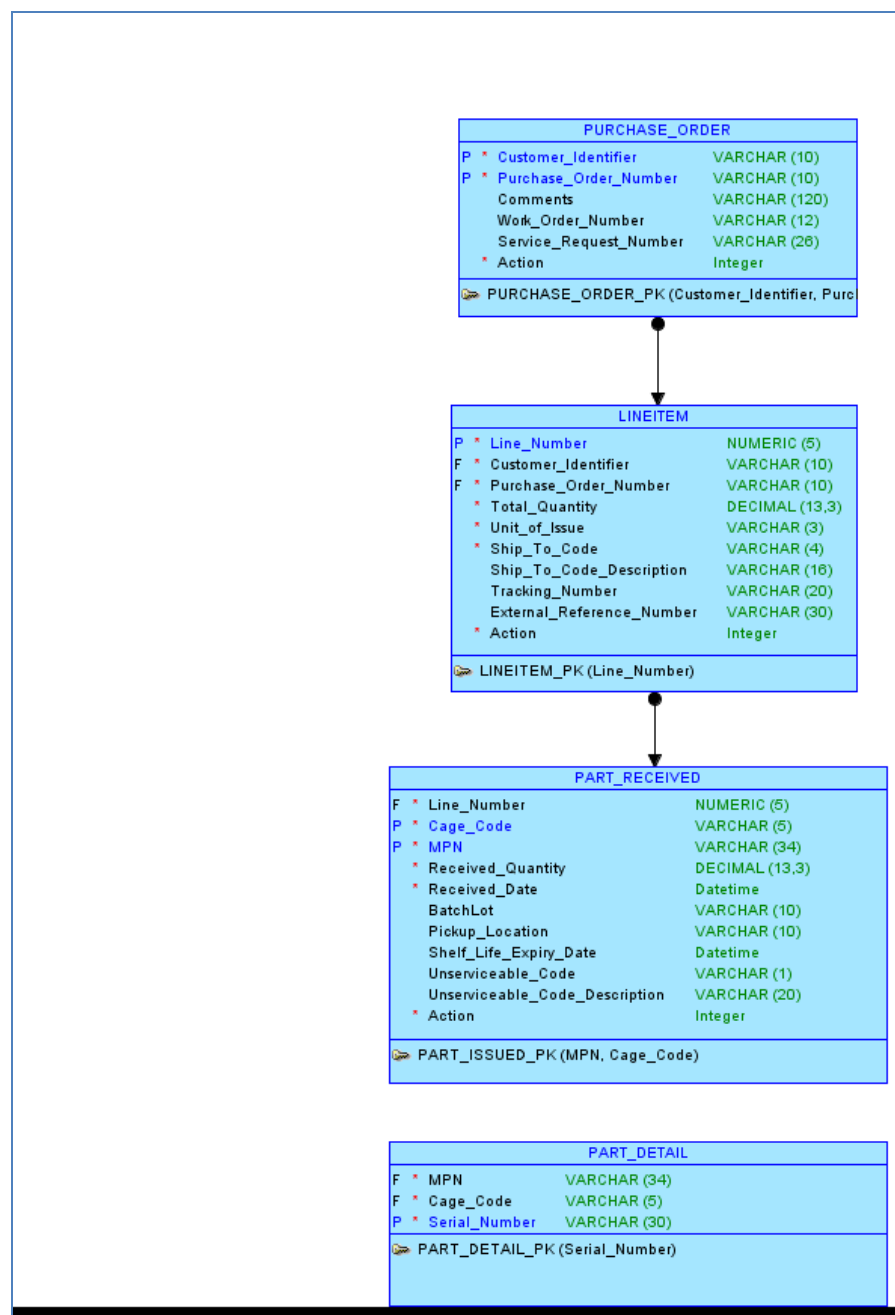 PURCHASE_ORDER
P * Customer_Identifier VARCHAR (10)
P * Purchase_Order_Number VARCHAR (10)
Comments VARCHAR (120)
Work_Order_Number VARCHAR (12)
Service_Request_Number VARCHAR (26)
* Action Integer
PURCHASE_ORDER_PK (Customer_Identifier, Purc
LINEITEM
P * Line_Number NUMERIC (5)
F * Customer_Identifier VARCHAR (10)
F * Purchase_Order_Number VARCHAR (10)
* Total_Quantity DECIMAL (13,3)
* Unit_of_Issue VARCHAR (3)
* Ship_To_Code VARCHAR (4)
Ship_To_Code_Description VARCHAR (16)
Tracking_Number VARCHAR (20)
External_Reference_Number VARCHAR (30)
* Action Integer
LINEITEM_PK (Line_Number)
PART_RECEIVED
F * Line_Number NUMERIC (5)
P * Cage_Code VARCHAR (5)
P * MPN VARCHAR (34)
* Received_Quantity DECIMAL (13,3)
* Received_Date Datetime
BatchLot VARCHAR (10)
Pickup_Location VARCHAR (10)
Shelf_Life_Expiry_Date Datetime
Unserviceable_Code VARCHAR (1)
Unserviceable_Code_Description VARCHAR (20)
* Action Integer
PART_ISSUED_PK (MPN, Cage_Code)
PART_DETAIL
F * MPN VARCHAR (34)
F * Cage_Code VARCHAR (5)
P * Serial_Number VARCHAR (30)
PART_DETAIL_PK (Serial_Number)